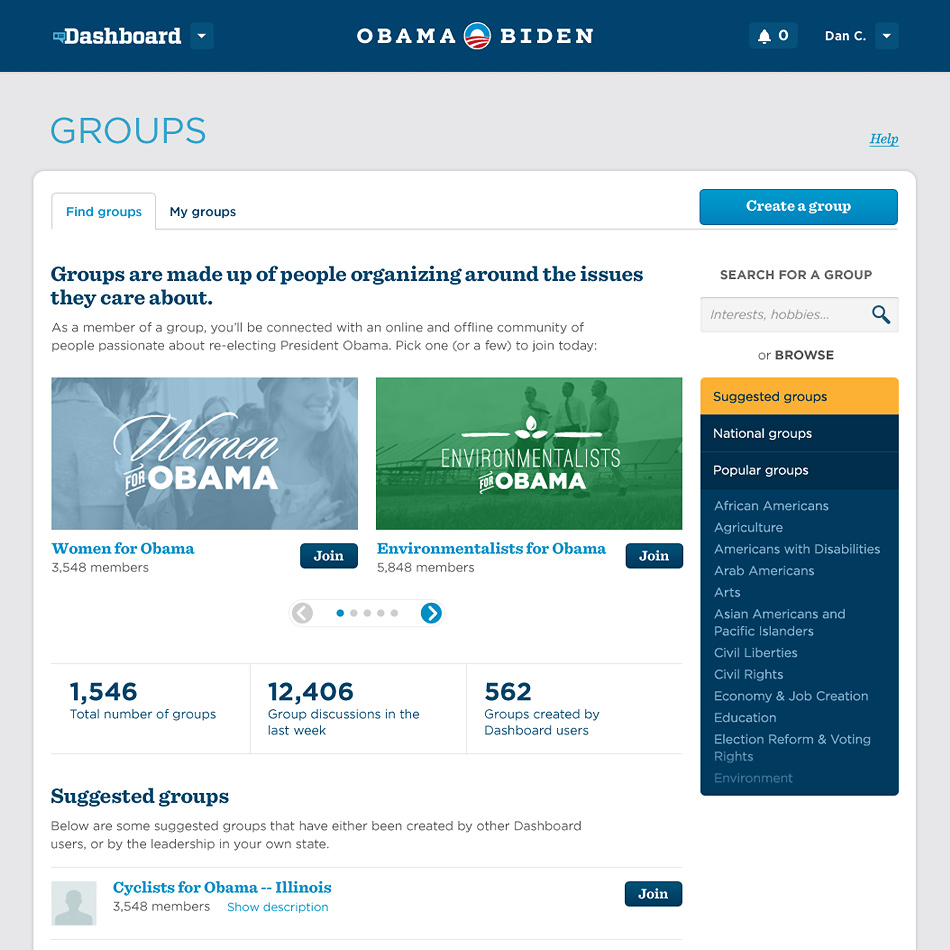 Dashboard
OBAMA BIDEN
0
Dan C.
GROUPS
Help
Find groups
My groups
Create a group
Groups are made up of people organizing around the issues
they care about.
As a member of a group, you'll be connected with an online and offline community of
people passionate about re-electing President Obama. Pick one (or a few) to join today:
Women
FOR OBAMA
ENVIRONMENTALISTS
FOR OBAMA
Women for Obama
3,548 members
Join
Environmentalists for Obama
5,848 members
Join
1,546
Total number of groups
12,406
Group discussions in the
last week
562
Groups created by
Dashboard users
Suggested groups
Below are some suggested groups that have either been created by other Dashboard
users, or by the leadership in your own state.
Cyclists for Obama -- Illinois
3,548 members
Show description
Join
SEARCH FOR A GROUP
Interests, hobbies...
or BROWSE
Suggested groups
National groups
Popular groups
African Americans
Agriculture
Americans with Disabilities
Arab Americans
Arts
Asian Americans and
Pacific Islanders
Civil Liberties
Civil Rights
Economy & Job Creation
Education
Election Reform & Voting
Rights
Environment